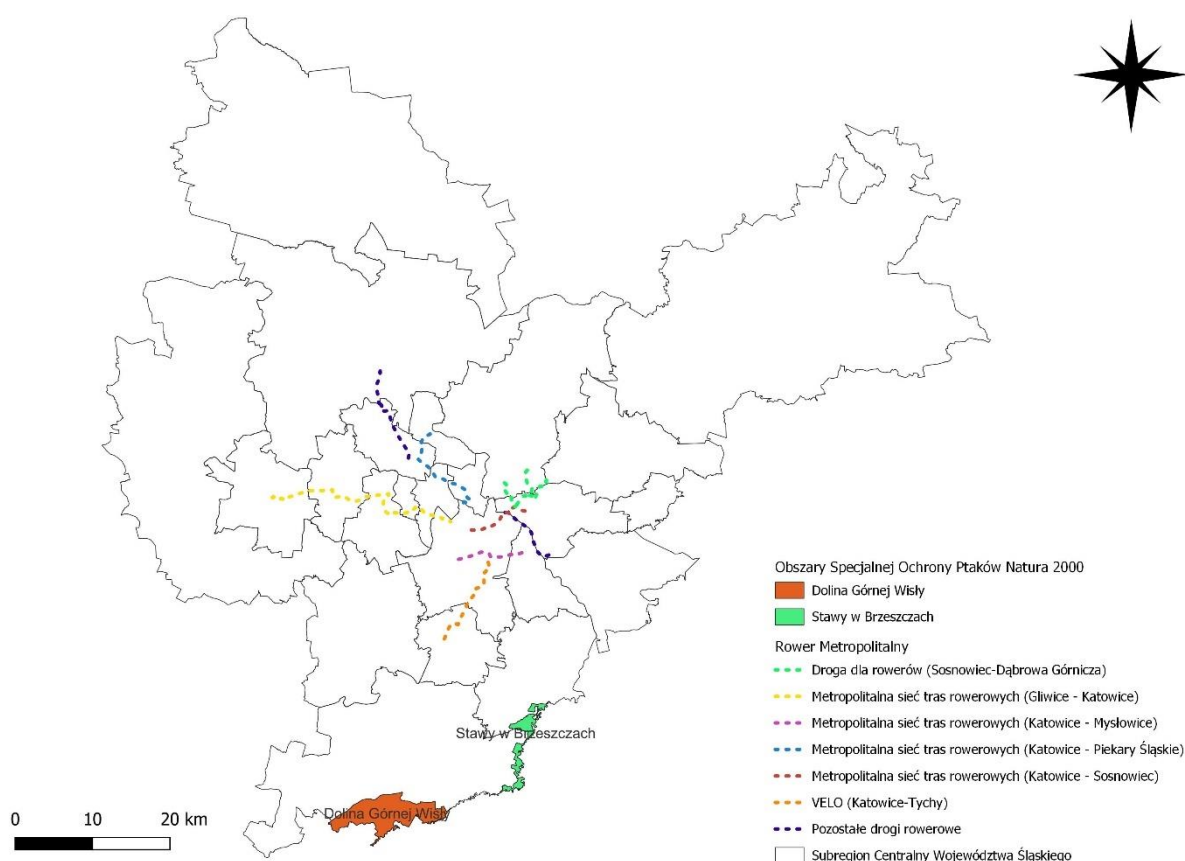 Obszary Specjalnej Ochrony Ptaków Natura 2000
Dolina Górnej Wisły
Stawy w Brzeszczach
Rower Metropolitalny
Droga dla rowerów (Sosnowiec-Dąbrowa Górnicza)
Metropolitalna sieć tras rowerowych (Gliwice - Katowice)
Metropolitalna sieć tras rowerowych (Katowice - Mysłowice)
Metropolitalna sieć tras rowerowych (Katowice - Piekary Śląskie)
Metropolitalna sieć tras rowerowych (Katowice - Sosnowiec)
VELO (Katowice-Tychy)
Pozostałe drogi rowerowe
Subregion Centralny Województwa Śląskiego
Stawy w Brzeszczach
Dolina Górnej Wisły
0 10 20 km